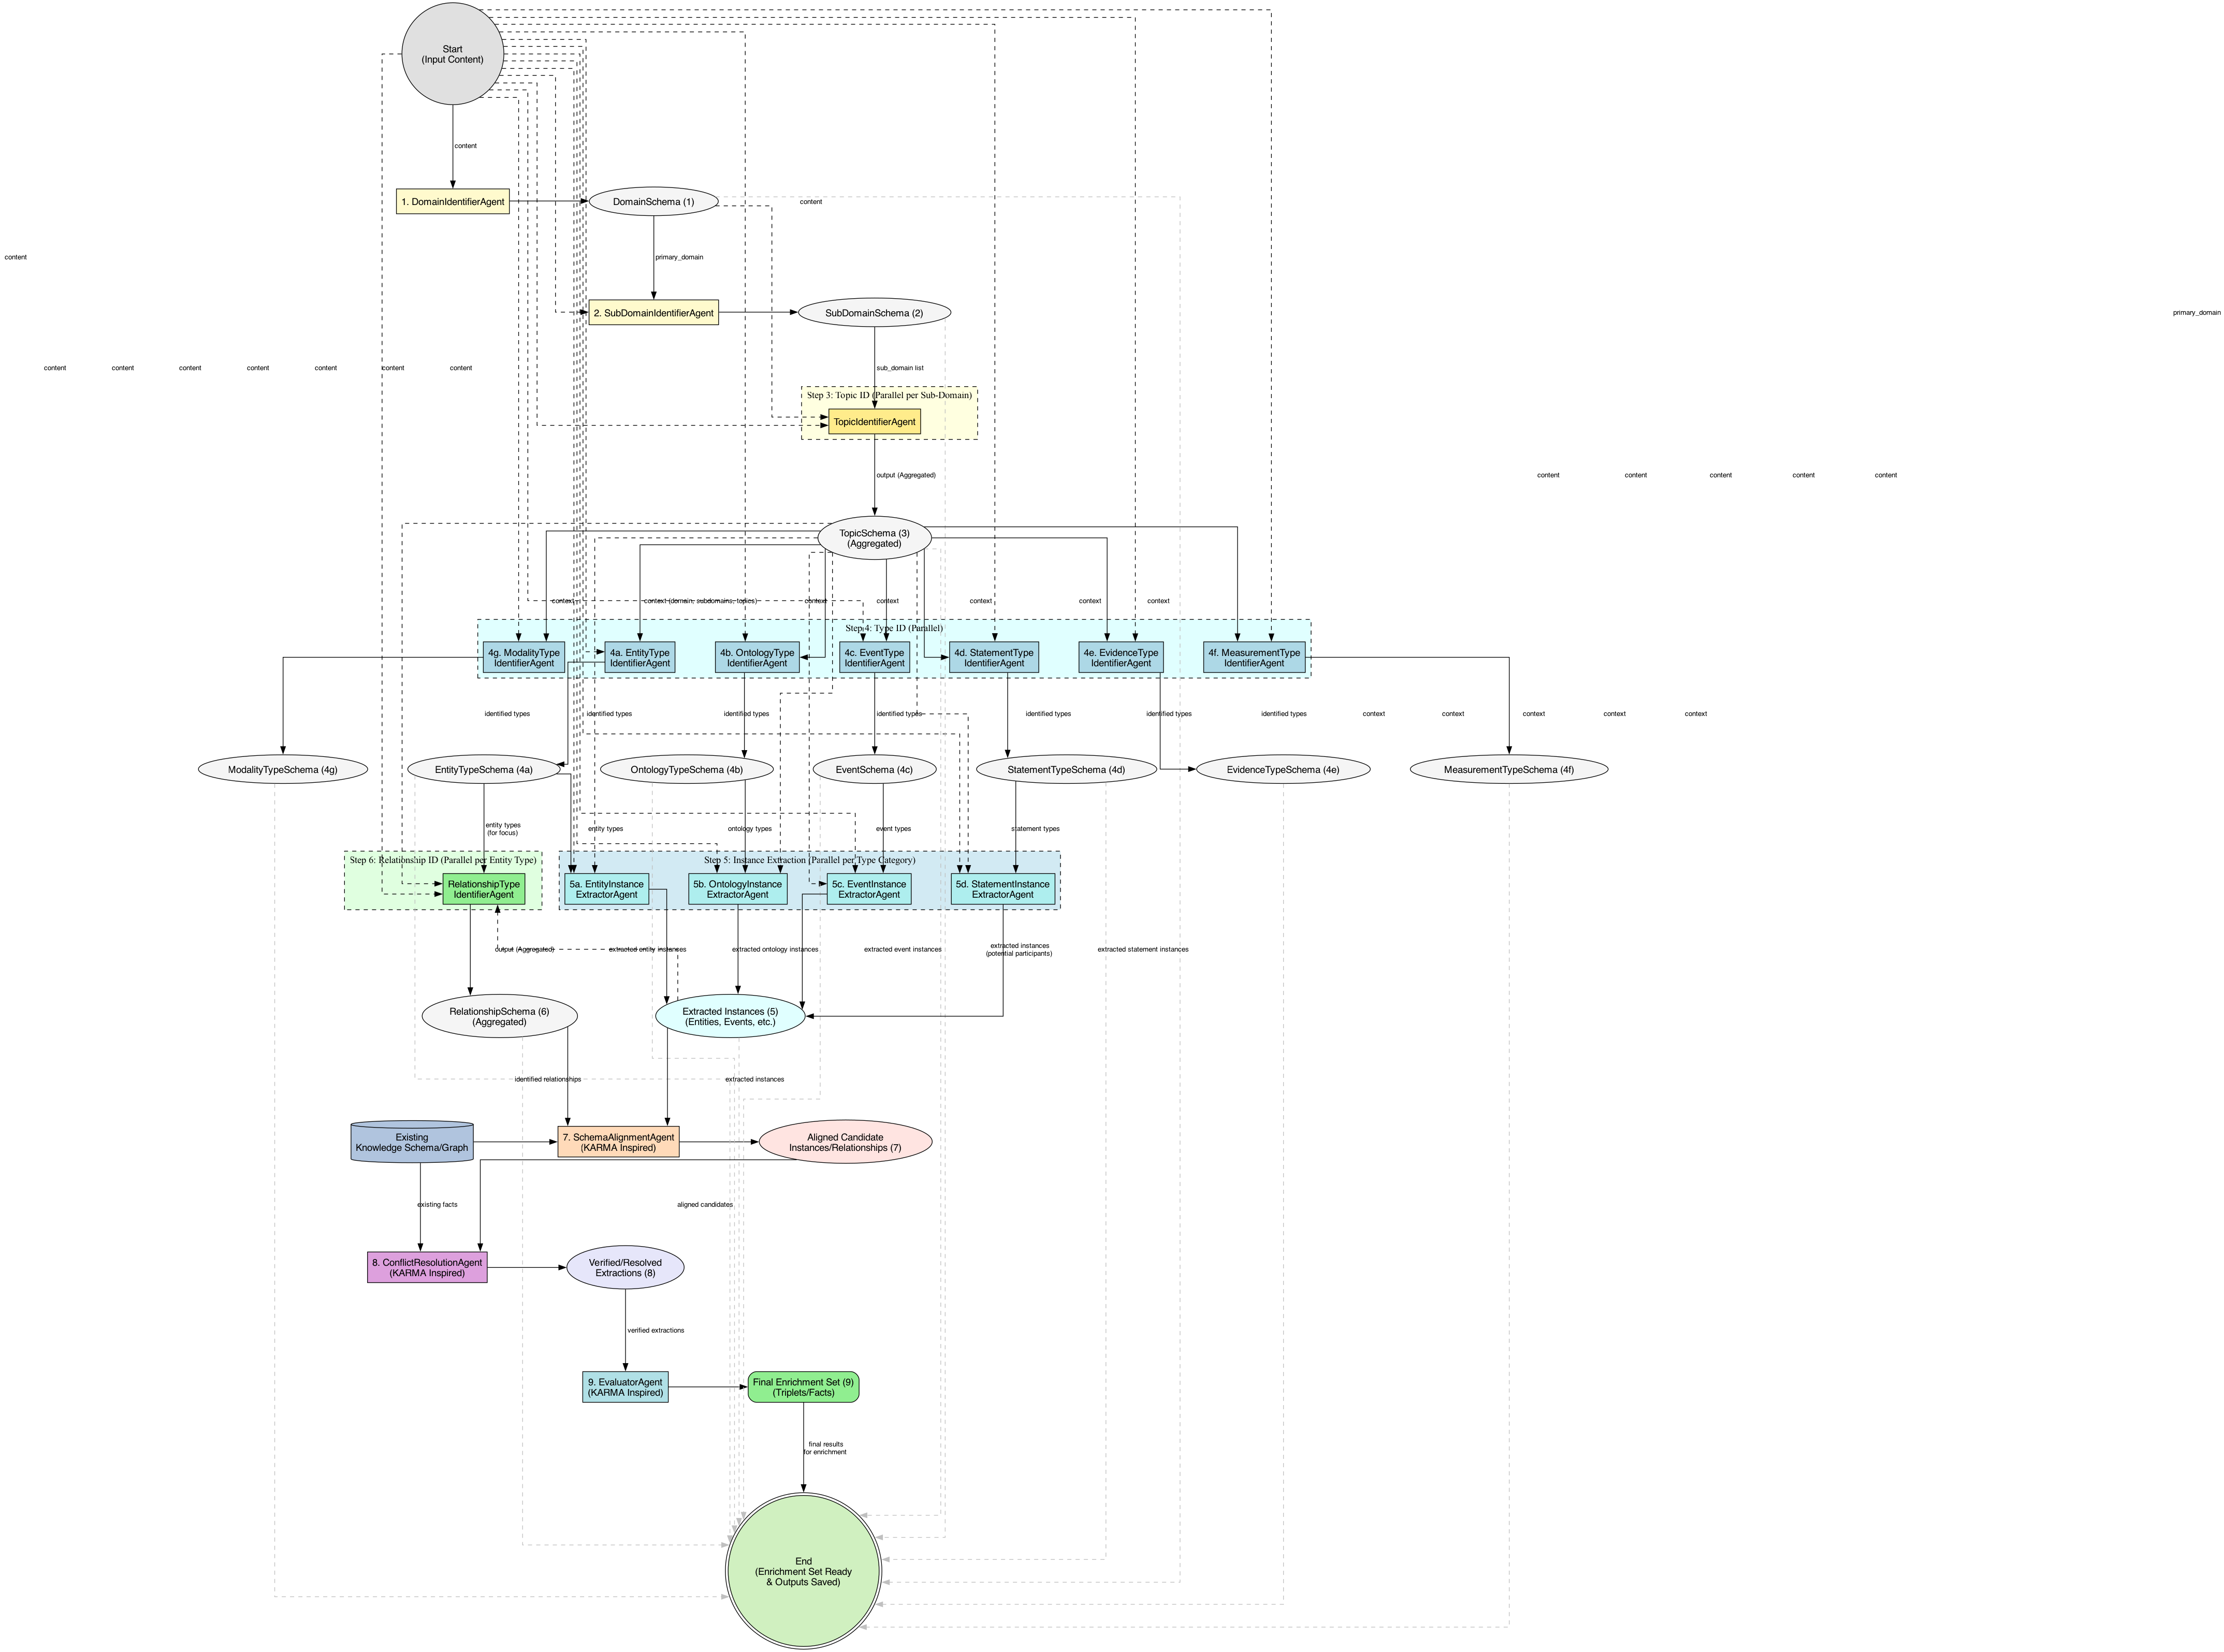 Start
(Input Content)
content
1. DomainIdentifierAgent
DomainSchema (1)
content
content
primary_domain
2. SubDomainIdentifierAgent
SubDomainSchema (2)
primary_domain
content
content
content
content
content
content
content
sub_domain list
Step 3: Topic ID (Parallel per Sub-Domain)
TopicIdentifierAgent
output (Aggregated)
content
content
content
content
content
TopicSchema (3)
(Aggregated)
context
context (domain, subdomains, topics)
context
context
context
context
context
Step 4: Type ID (Parallel)
4g. ModalityType
IdentifierAgent
4a. EntityType
IdentifierAgent
4b. OntologyType
IdentifierAgent
4c. EventType
IdentifierAgent
4d. StatementType
IdentifierAgent
4e. EvidenceType
IdentifierAgent
4f. MeasurementType
IdentifierAgent
identified types
identified types
identified types
identified types
identified types
identified types
identified types
context
context
context
context
context
ModalityTypeSchema (4g)
EntityTypeSchema (4a)
OntologyTypeSchema (4b)
EventSchema (4c)
StatementTypeSchema (4d)
EvidenceTypeSchema (4e)
MeasurementTypeSchema (4f)
entity types
(for focus)
entity types
ontology types
event types
statement types
Step 6: Relationship ID (Parallel per Entity Type)
Step 5: Instance Extraction (Parallel per Type Category)
RelationshipType
IdentifierAgent
5a. EntityInstance
ExtractorAgent
5b. OntologyInstance
ExtractorAgent
5c. EventInstance
ExtractorAgent
5d. StatementInstance
ExtractorAgent
output (Aggregated)
extracted entity instances
extracted ontology instances
extracted event instances
extracted instances
(potential participants)
extracted statement instances
RelationshipSchema (6)
(Aggregated)
Extracted Instances (5)
(Entities, Events, etc.)
identified relationships
extracted instances
Existing
Knowledge Schema/Graph
7. SchemaAlignmentAgent
(KARMA Inspired)
Aligned Candidate
Instances/Relationships (7)
existing facts
aligned candidates
8. ConflictResolutionAgent
(KARMA Inspired)
Verified/Resolved
Extractions (8)
verified extractions
9. EvaluatorAgent
(KARMA Inspired)
Final Enrichment Set (9)
(Triplets/Facts)
final results
for enrichment
End
(Enrichment Set Ready
& Outputs Saved)